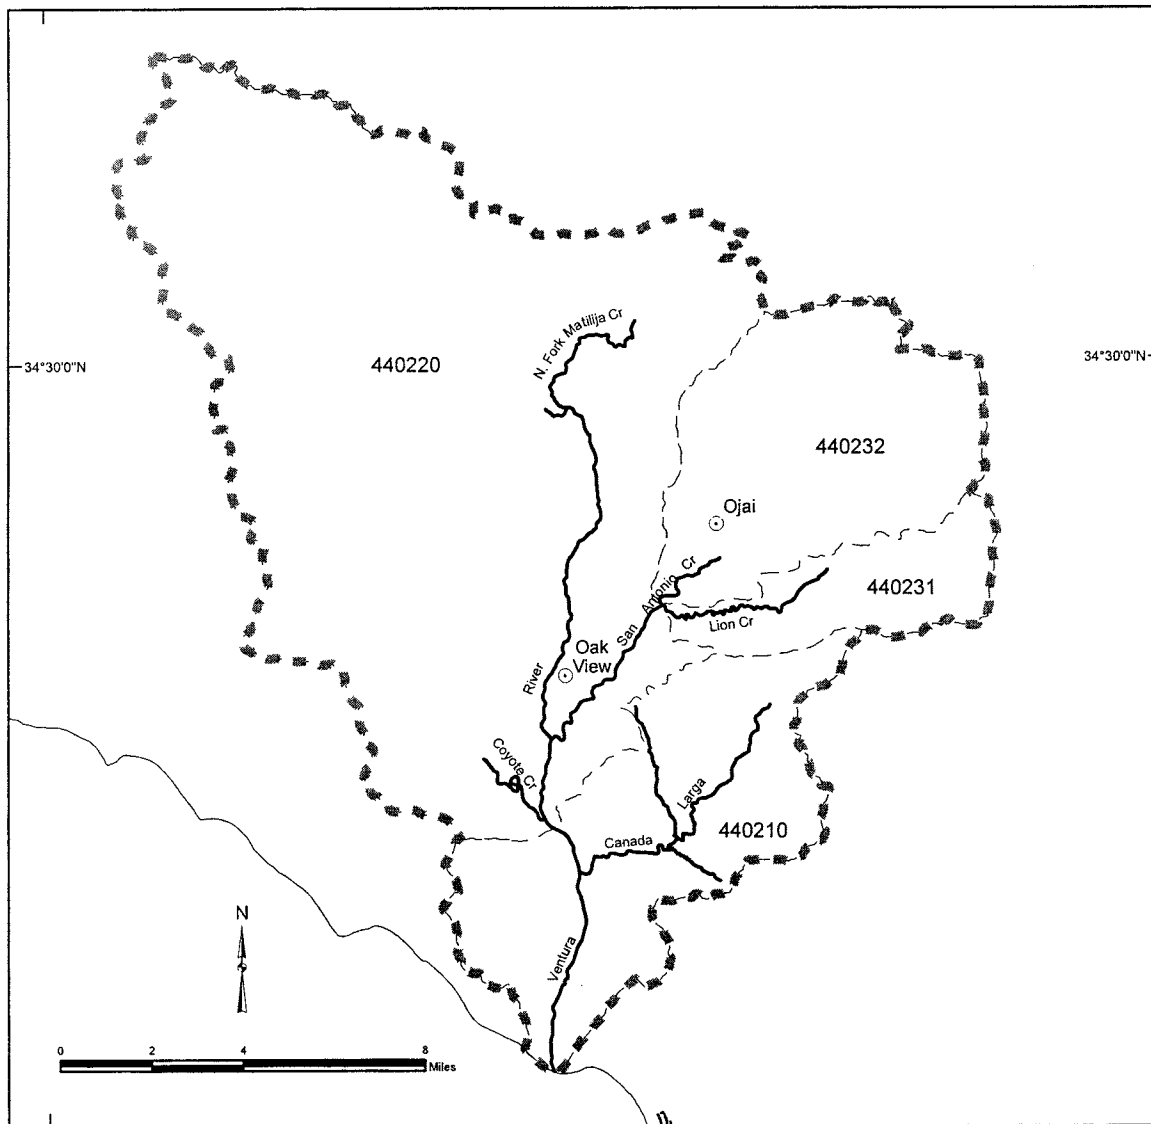 N. Fork Matilija Cr
34°30'0"N
34°30'0"N
440220
440232
Ojai
San Antonio Cr
440231
Lion Cr
Oak
View
River
Coyote Cr
Larga
440210
Canada
N
Ventura
0 2 4 8
Miles